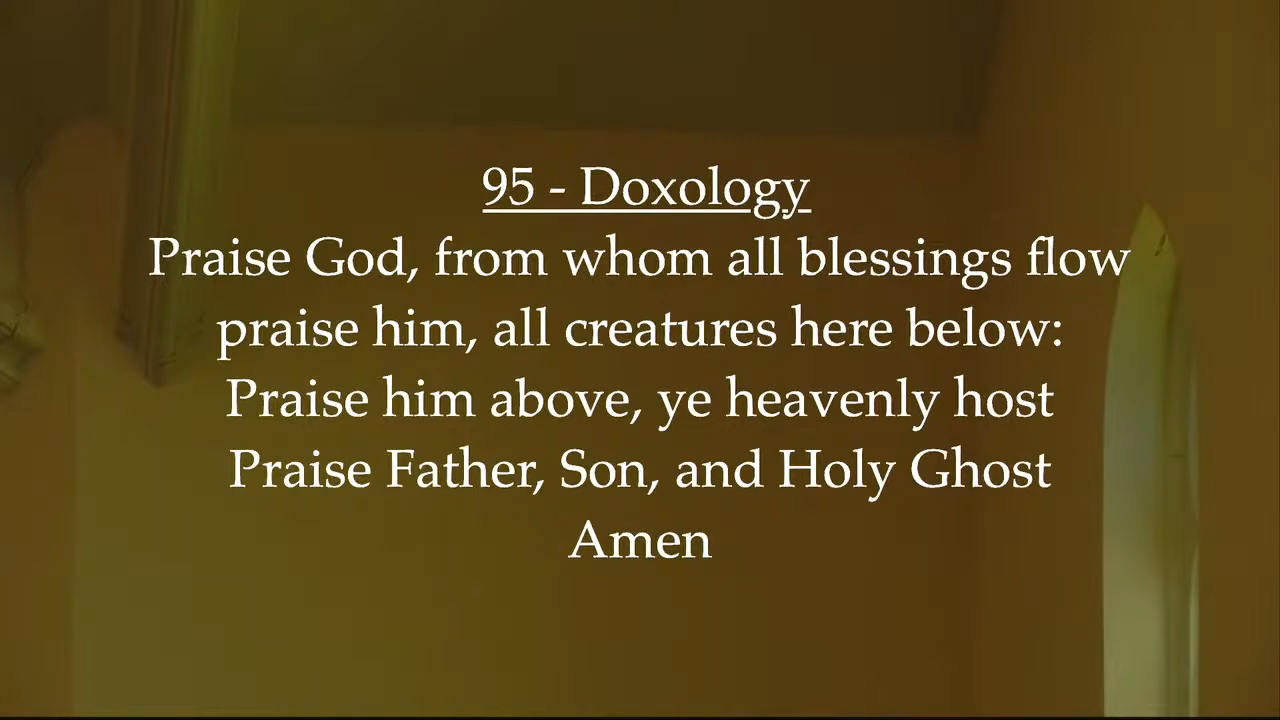 95 - Doxology
Praise God, from whom all blessings flow
praise him, all creatures here below:
Praise him above, ye heavenly host
Praise Father, Son, and Holy Ghost
Amen